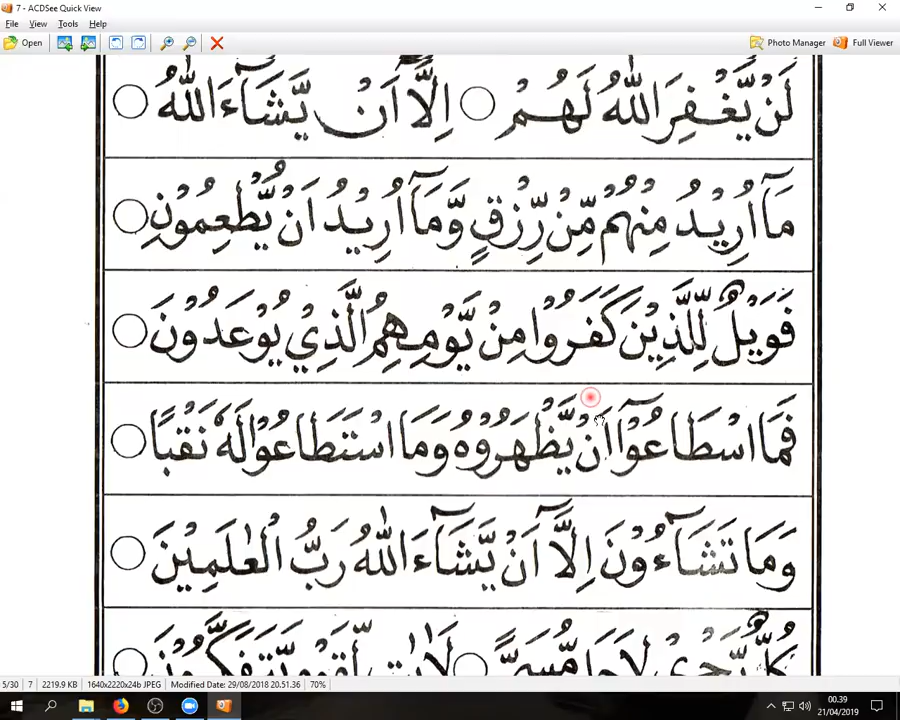 7 - ACDSee Quick View
File View Tools Help
Open Photo Manager Full Viewer
لَنْ يَّغْفِرَ اللّٰهُ لَهُمْ ○ اِلَّآ اَنْ يَّشَآءَ اللّٰهُ ○
مَآ اُرِيْدُ مِنْهُمْ مِّنْ رِّزْقٍ وَّمَآ اُرِيْدُ اَنْ يُّطْعِمُوْنِ ○
فَوَيْلٌ لِّلَّذِيْنَ كَفَرُوْا مِنْ يَّوْمِهِمُ الَّذِيْ يُوْعَدُوْنَ ○
فَمَا اسْطَاعُوْٓا اَنْ يَّظْهَرُوْهُ وَمَا اسْتَطَاعُوْا لَهٗ نَقْبًا ○
وَمَا تَشَآءُوْنَ اِلَّآ اَنْ يَّشَآءَ اللّٰهُ رَبُّ الْعٰلَمِيْنَ ○
كُلٌّ يَّجْرِيْ لِاَجَلٍ مُّسَمًّى ○ لَاٰيٰتٍ لِّقَوْمٍ يَّتَفَكَّرُوْنَ ○
5/30 7 2219.9 KB 1640x2220x24b JPEG Modified Date: 29/08/2018 20.51.36 70%
00.39
21/04/2019